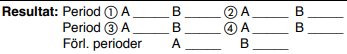 Resultat: Period ① A _____ B _____ ② A _____ B _____
Period ③ A _____ B _____ ④ A _____ B _____
Förl. perioder A _____ B _____